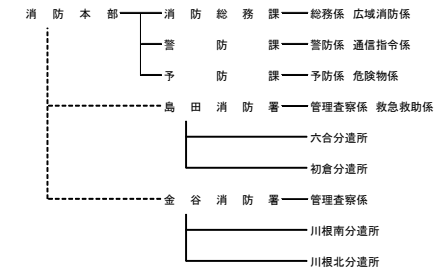 消防本部 消防総務課 総務係 広域消防係
警防課 警防係 通信指令係
予防課 予防係 危険物係
島田消防署 管理査察係 救急救助係
六合分遣所
初倉分遣所
金谷消防署 管理査察係
川根南分遣所
川根北分遣所